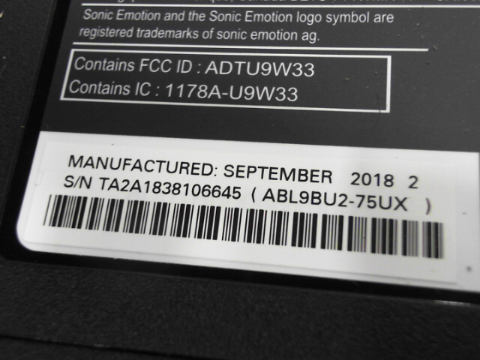 Sonic Emotion and the Sonic Emotion logo symbol are
registered trademarks of sonic emotion ag.
Contains FCC ID : ADTU9W33
Contains IC : 1178A-U9W33
MANUFACTURED: SEPTEMBER 2018 2
S/N TA2A1838106645 ( ABL9BU2-75UX )